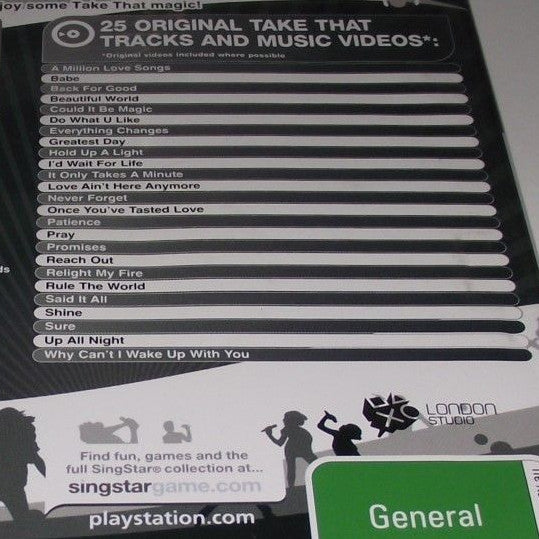 joy some Take That magic!
25 ORIGINAL TAKE THAT
TRACKS AND MUSIC VIDEOS*:
*Original videos included where possible
A Million Love Songs
Babe
Back For Good
Beautiful World
Could It Be Magic
Do What U Like
Everything Changes
Greatest Day
Hold Up A Light
I'd Wait For Life
It Only Takes A Minute
Love Ain't Here Anymore
Never Forget
Once You've Tasted Love
Patience
Pray
Promises
Reach Out
Relight My Fire
Rule The World
Said It All
Shine
Sure
Up All Night
Why Can't I Wake Up With You
LONDON
STUDIO
Find fun, games and the
full SingStar® collection at...
singstargame.com
playstation.com
General